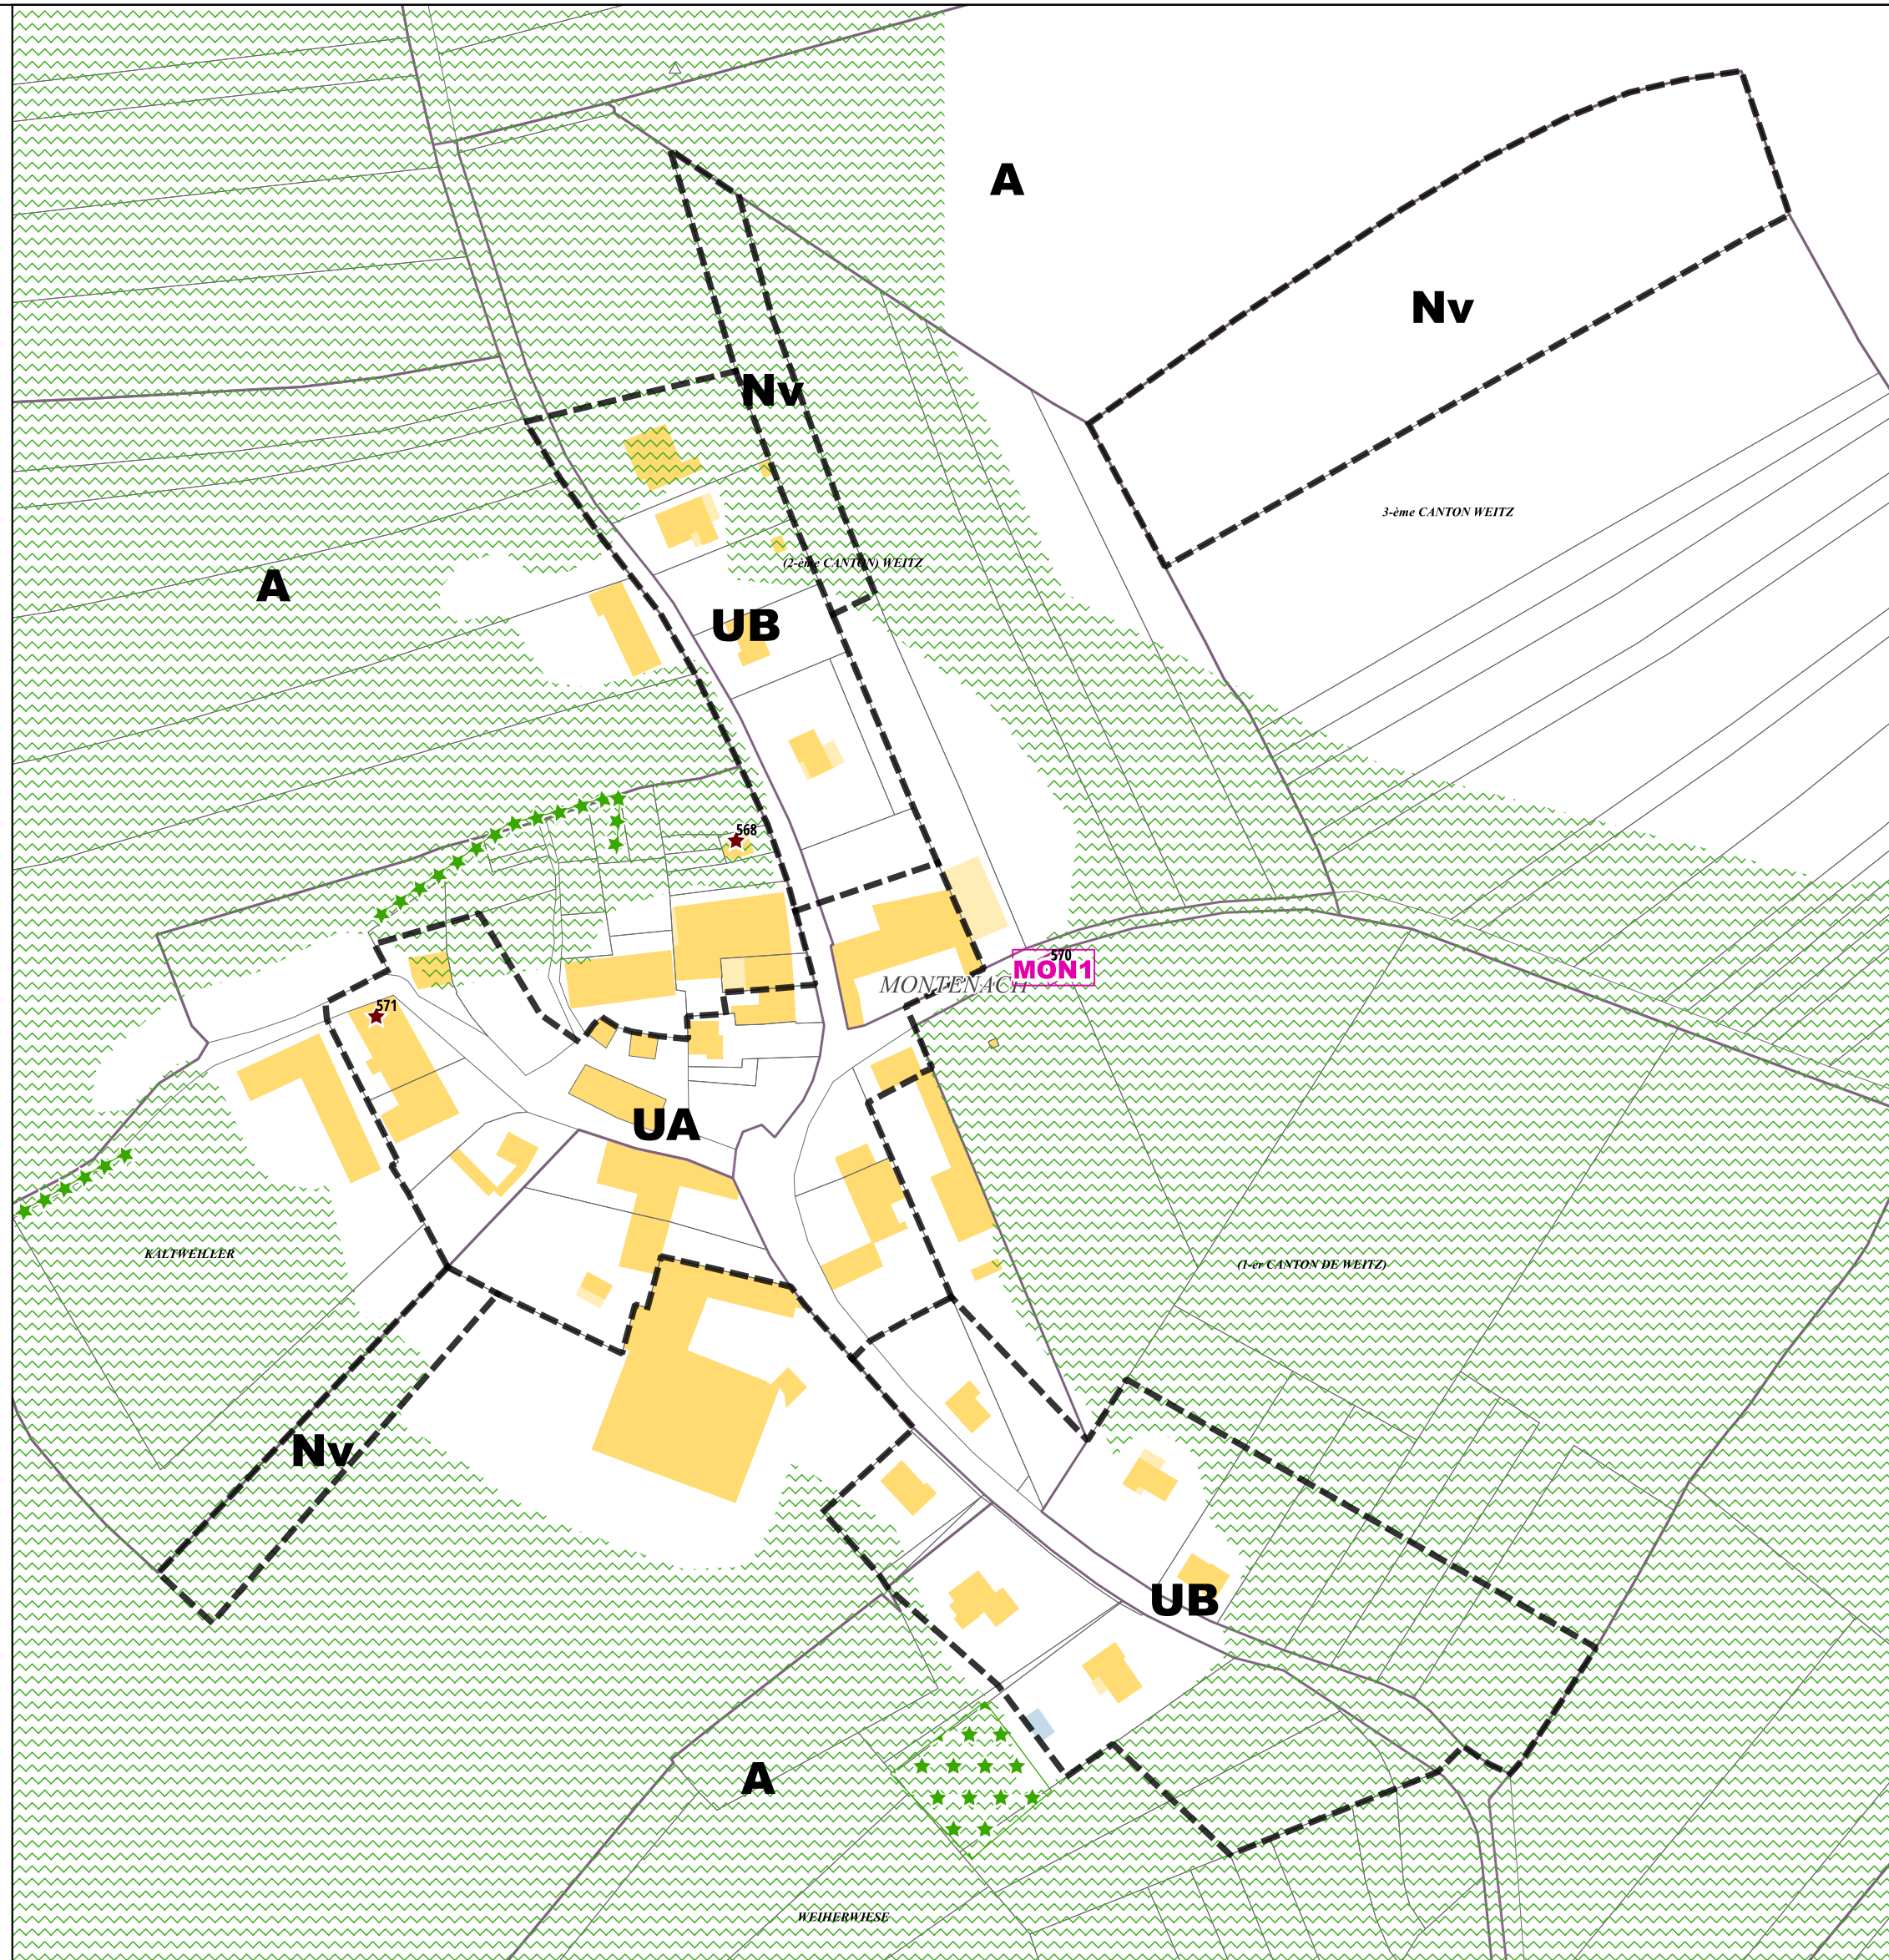 A
Nv
Nv
3-ème CANTON WEITZ
(2-ème CANTON) WEITZ
A
UB
568
570
MON1
MONTENACH
571
UA
KALTWEILLER
(1-er CANTON DE WEITZ)
Nv
UB
A
WEIHERWIESE